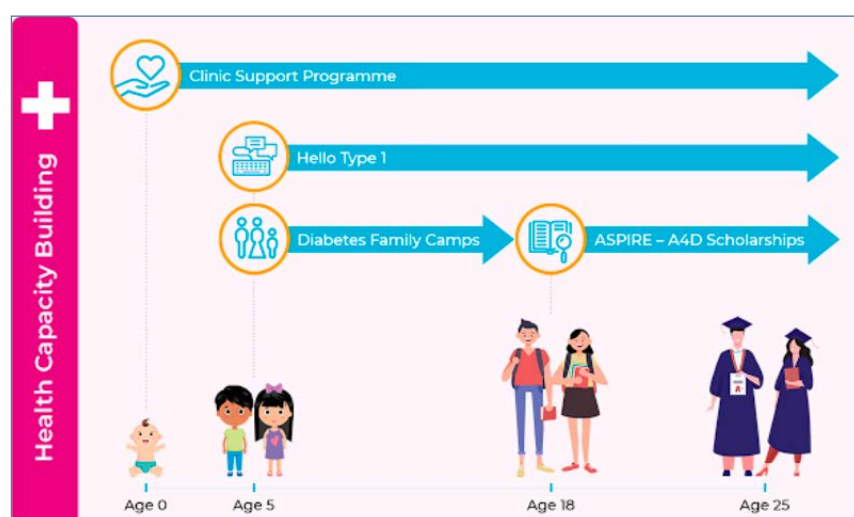 Health Capacity Building
Clinic Support Programme
Hello Type 1
Diabetes Family Camps
ASPIRE – A4D Scholarships
A+
Age 0
Age 5
Age 18
Age 25